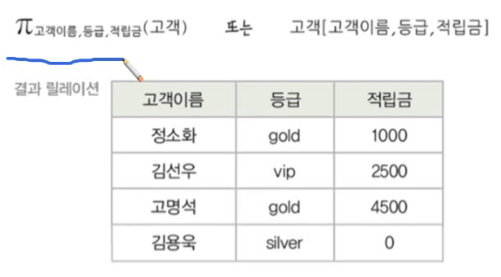 π고객이름,등급,적립금(고객) 또는 고객[고객이름,등급,적립금]
결과 릴레이션
고객이름 등급 적립금
정소화 gold 1000
김선우 vip 2500
고명석 gold 4500
김용욱 silver 0